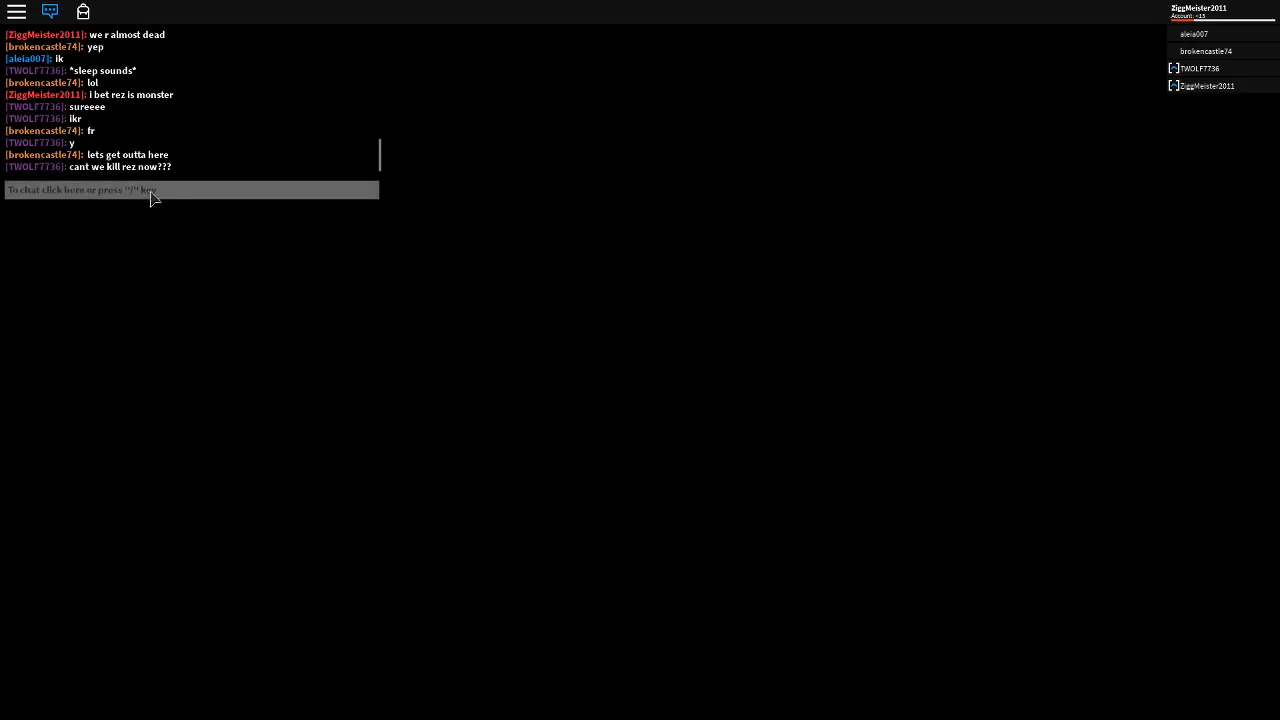 ZiggMeister2011
Account: <13
[ZiggMeister2011]: we r almost dead
[brokencastle74]: yep
[aleia007]: ik
[TWOLF7736]: *sleep sounds*
[brokencastle74]: lol
[ZiggMeister2011]: i bet rez is monster
[TWOLF7736]: sureeee
[TWOLF7736]: ikr
[brokencastle74]: fr
[TWOLF7736]: y
[brokencastle74]: lets get outta here
[TWOLF7736]: cant we kill rez now???
To chat click here or press "/" key
aleia007
brokencastle74
TWOLF7736
ZiggMeister2011